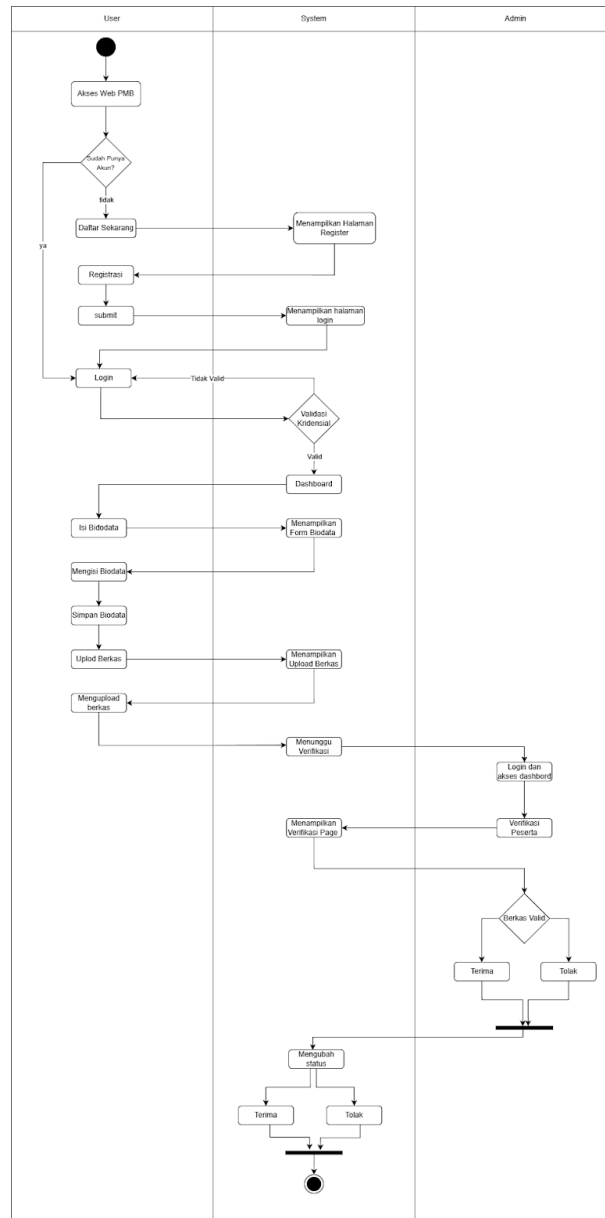 User
System
Admin
Akses Web PMB
Sudah Punya
Akun?
tidak
ya
Daftar Sekarang
Menampilkan Halaman
Register
Registrasi
submit
Menampilkan halaman
login
Login
Tidak Valid
Validasi
Kridensial
Valid
Dashboard
Isi Bidodata
Menampilkan
Form Biodata
Mengisi Biodata
Simpan Biodata
Uplod Berkas
Menampilkan
Upload Berkas
Mengupload
berkas
Menunggu
Verifikasi
Login dan
akses dashbord
Menampilkan
Verifikasi Page
Verifikasi
Peserta
Berkas Valid
Terima
Tolak
Mengubah
status
Terima
Tolak